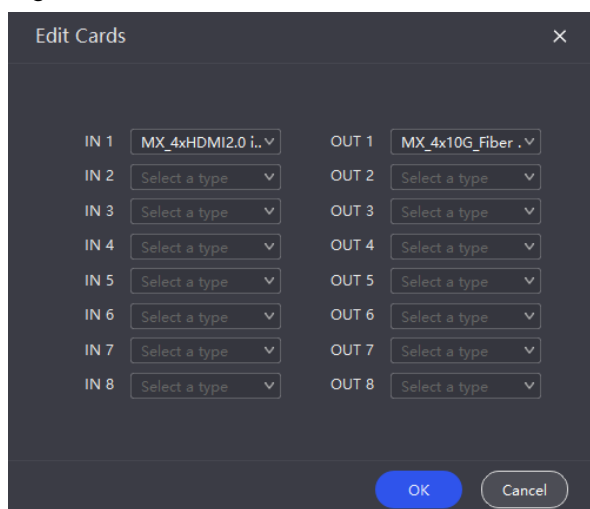 Edit Cards ×
IN 1 MX_4xHDMI2.0 i.. OUT 1 MX_4x10G_Fiber .
IN 2 Select a type OUT 2 Select a type
IN 3 Select a type OUT 3 Select a type
IN 4 Select a type OUT 4 Select a type
IN 5 Select a type OUT 5 Select a type
IN 6 Select a type OUT 6 Select a type
IN 7 Select a type OUT 7 Select a type
IN 8 Select a type OUT 8 Select a type
OK Cancel